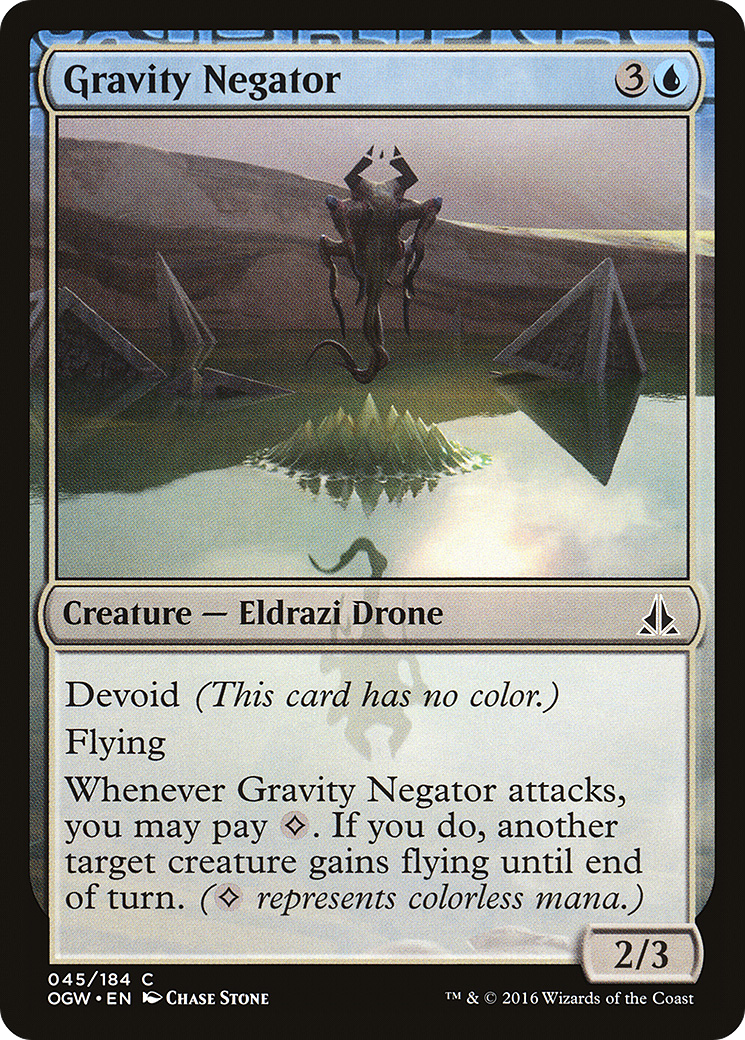 Gravity Negator 3
Creature — Eldrazi Drone
Devoid (This card has no color.)
Flying
Whenever Gravity Negator attacks,
you may pay ◇. If you do, another
target creature gains flying until end
of turn. (◇ represents colorless mana.)
2/3
045/184 C
OGW • EN Chase Stone
™ & © 2016 Wizards of the Coast